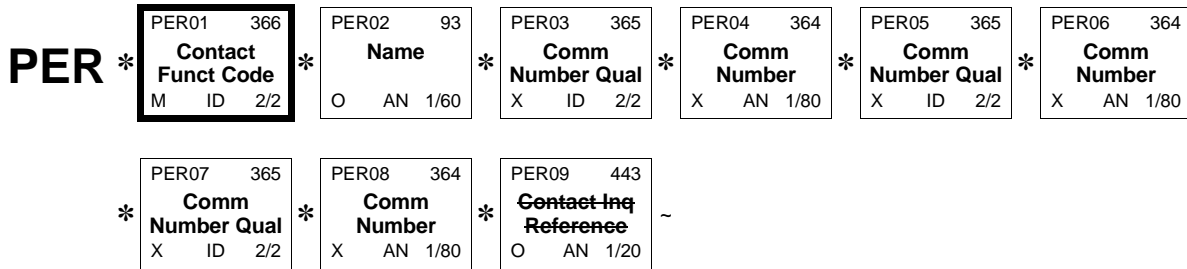 PER * PER01 366 * PER02 93 * PER03 365 * PER04 364 * PER05 365 * PER06 364
Contact Name Comm Comm Comm Comm
Funct Code Number Qual Number Number Qual Number
M ID 2/2 O AN 1/60 X ID 2/2 X AN 1/80 X ID 2/2 X AN 1/80
* PER07 365 * PER08 364 * PER09 443 ~
Comm Comm Contact Inq
Number Qual Number Reference
X ID 2/2 X AN 1/80 O AN 1/20